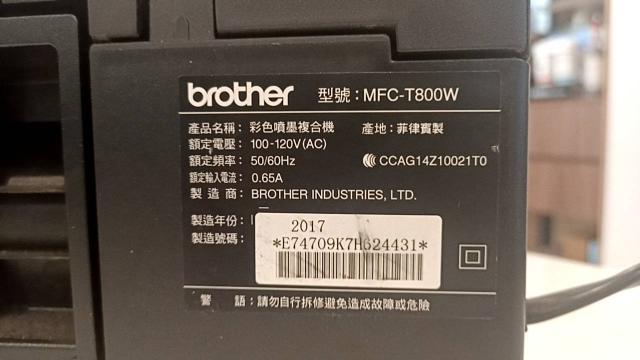 brother 型號：MFC-T800W
產品名稱：彩色噴墨複合機 產地：菲律賓製
額定電壓：100-120V(AC)
額定頻率：50/60Hz CCAG14Z10021T0
額定輸入電流：0.65A
製造商：BROTHER INDUSTRIES, LTD.
製造年份： 2017
製造號碼： *E74709K7H624431*
警語：請勿自行拆修避免造成故障或危險